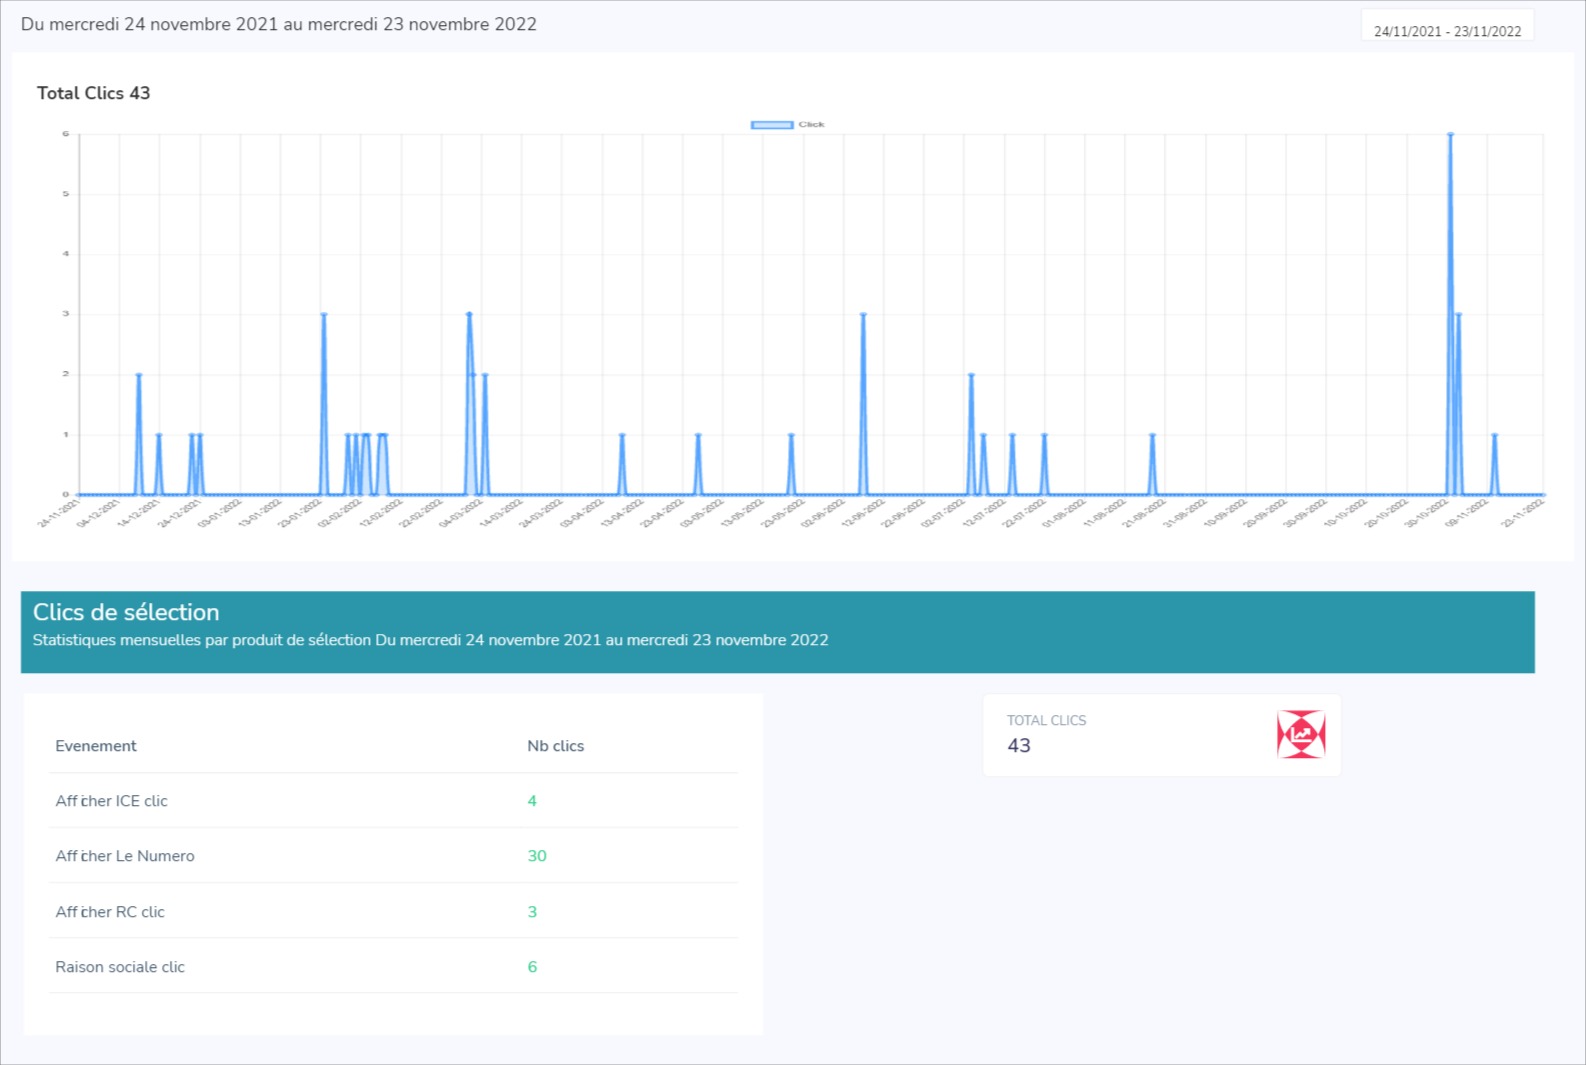 Du mercredi 24 novembre 2021 au mercredi 23 novembre 2022
24/11/2021 - 23/11/2022
Total Clics 43
Click
6
5
4
3
2
1
0
24-11-2021 04-12-2021 14-12-2021 24-12-2021 03-01-2022 13-01-2022 23-01-2022 02-02-2022 12-02-2022 22-02-2022 04-03-2022 14-03-2022 24-03-2022 03-04-2022 13-04-2022 23-04-2022 03-05-2022 13-05-2022 23-05-2022 02-06-2022 12-06-2022 22-06-2022 02-07-2022 12-07-2022 22-07-2022 01-08-2022 11-08-2022 21-08-2022 31-08-2022 10-09-2022 20-09-2022 30-09-2022 10-10-2022 20-10-2022 30-10-2022 09-11-2022 23-11-2022
Clics de sélection
Statistiques mensuelles par produit de sélection Du mercredi 24 novembre 2021 au mercredi 23 novembre 2022
Evenement Nb clics
Afficher ICE clic 4
Afficher Le Numero 30
Afficher RC clic 3
Raison sociale clic 6
TOTAL CLICS
43